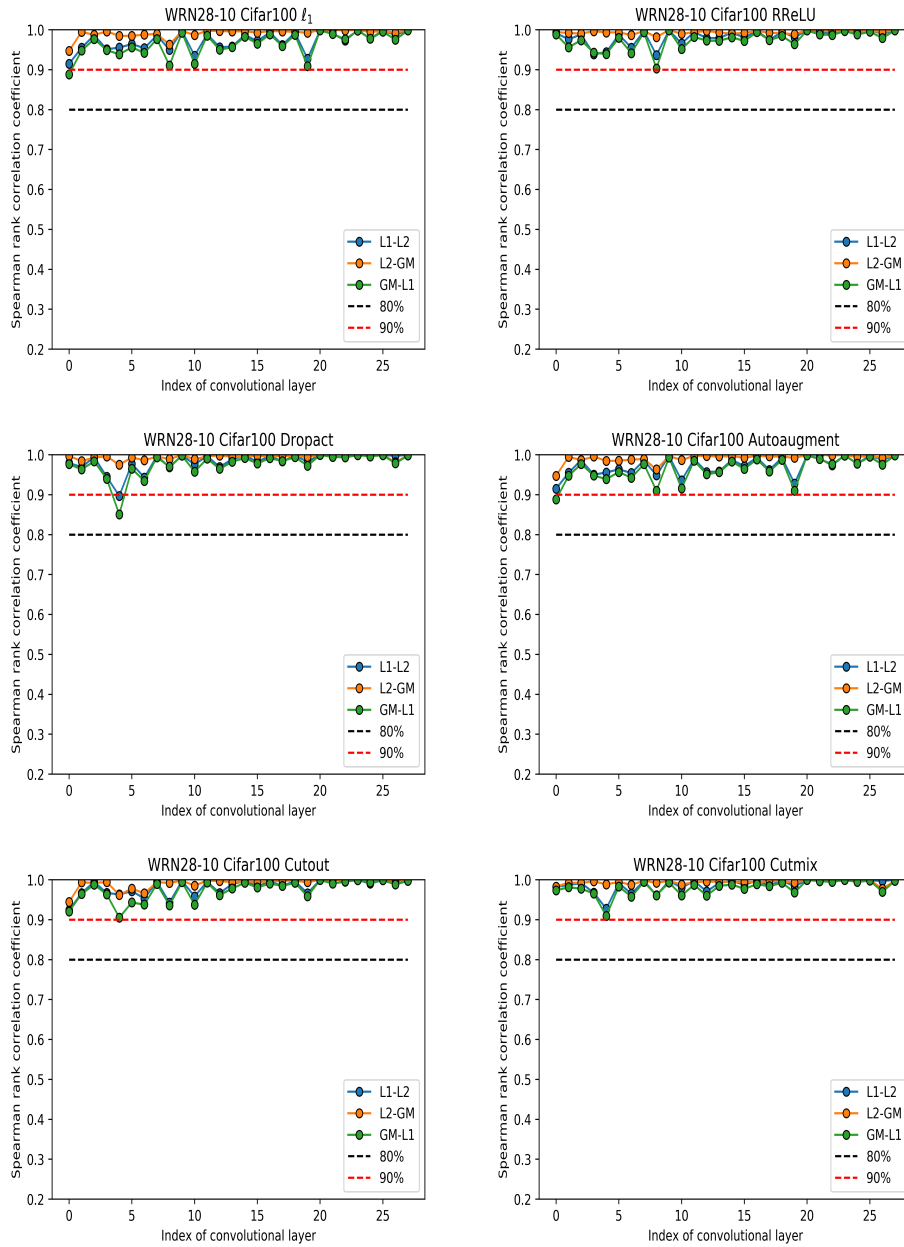 WRN28-10 Cifar100 ℓ1
Spearman rank correlation coefficient
1.0
0.9
0.8
0.7
0.6
0.5
0.4
0.3
0.2
L1-L2
L2-GM
GM-L1
80%
90%
0 5 10 15 20 25
Index of convolutional layer
WRN28-10 Cifar100 RReLU
Spearman rank correlation coefficient
1.0
0.9
0.8
0.7
0.6
0.5
0.4
0.3
0.2
L1-L2
L2-GM
GM-L1
80%
90%
0 5 10 15 20 25
Index of convolutional layer
WRN28-10 Cifar100 Dropact
Spearman rank correlation coefficient
1.0
0.9
0.8
0.7
0.6
0.5
0.4
0.3
0.2
L1-L2
L2-GM
GM-L1
80%
90%
0 5 10 15 20 25
Index of convolutional layer
WRN28-10 Cifar100 Autoaugment
Spearman rank correlation coefficient
1.0
0.9
0.8
0.7
0.6
0.5
0.4
0.3
0.2
L1-L2
L2-GM
GM-L1
80%
90%
0 5 10 15 20 25
Index of convolutional layer
WRN28-10 Cifar100 Cutout
Spearman rank correlation coefficient
1.0
0.9
0.8
0.7
0.6
0.5
0.4
0.3
0.2
L1-L2
L2-GM
GM-L1
80%
90%
0 5 10 15 20 25
Index of convolutional layer
WRN28-10 Cifar100 Cutmix
Spearman rank correlation coefficient
1.0
0.9
0.8
0.7
0.6
0.5
0.4
0.3
0.2
L1-L2
L2-GM
GM-L1
80%
90%
0 5 10 15 20 25
Index of convolutional layer